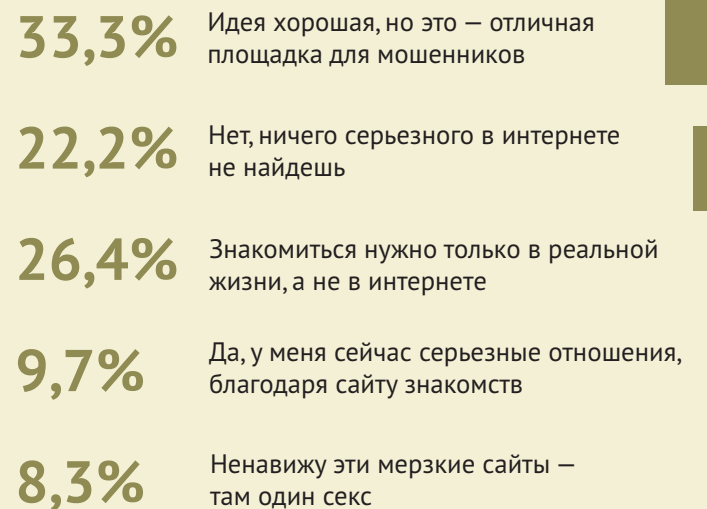 33,3% Идея хорошая, но это — отличная
площадка для мошенников
22,2% Нет, ничего серьезного в интернете
не найдешь
26,4% Знакомиться нужно только в реальной
жизни, а не в интернете
9,7% Да, у меня сейчас серьезные отношения,
благодаря сайту знакомств
8,3% Ненавижу эти мерзкие сайты —
там один секс